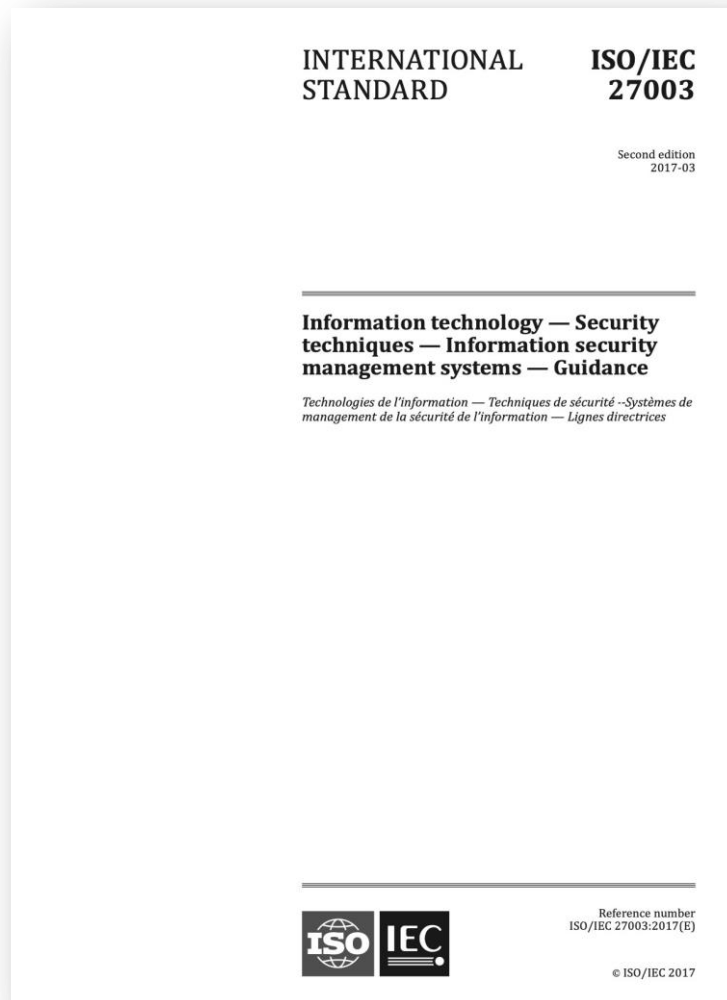 INTERNATIONAL STANDARD
ISO/IEC 27003
Second edition
2017-03
Information technology — Security
techniques — Information security
management systems — Guidance
Technologies de l'information — Techniques de sécurité --Systèmes de
management de la sécurité de l'information — Lignes directrices
ISO
IEC
Reference number
ISO/IEC 27003:2017(E)
© ISO/IEC 2017